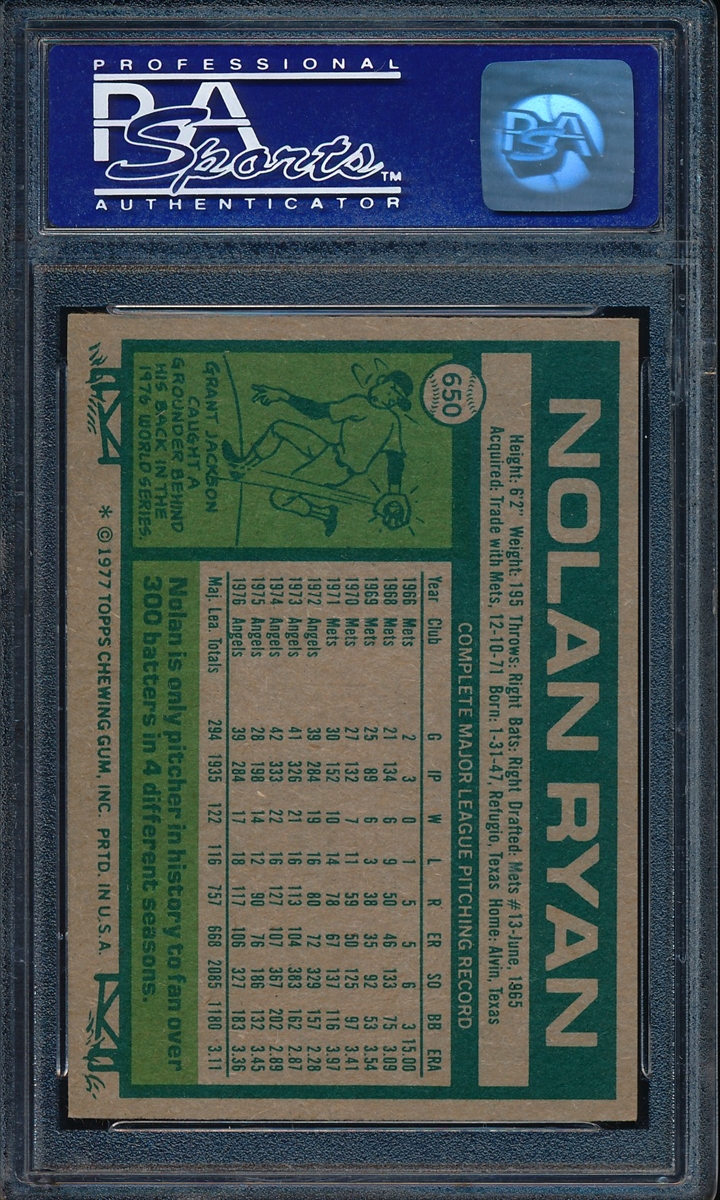 PROFESSIONAL
PSA
Sports™
AUTHENTICATOR
PSA
NOLAN RYAN
650
Height: 6'2" Weight: 195 Throws: Right Bats: Right Drafted: Mets #13-June, 1965
Acquired: Trade with Mets, 12-10-71 Born: 1-31-47, Refugio, Texas Home: Alvin, Texas
COMPLETE MAJOR LEAGUE PITCHING RECORD
Year Club G IP W L R ER SO BB ERA
1966 Mets 2 3 0 1 5 5 6 3 15.00
1968 Mets 21 134 6 9 50 46 133 75 3.09
1969 Mets 25 89 6 3 38 35 92 53 3.54
1970 Mets 27 132 7 11 59 50 125 97 3.41
1971 Mets 30 152 10 14 78 67 137 116 3.97
1972 Angels 39 284 19 16 80 72 329 157 2.28
1973 Angels 41 326 21 16 113 104 383 162 2.87
1974 Angels 42 333 22 16 127 107 367 202 2.89
1975 Angels 28 198 14 12 90 76 186 132 3.45
1976 Angels 39 284 17 18 117 106 327 183 3.36
Maj. Lea. Totals 294 1935 122 116 757 668 2085 1180 3.11
GRANT JACKSON
CAUGHT A
GROUNDER BEHIND
HIS BACK IN THE
1976 WORLD SERIES.
Nolan is only pitcher in history to fan over
300 batters in 4 different seasons.
* © 1977 TOPPS CHEWING GUM, INC. PRTD. IN U.S.A.